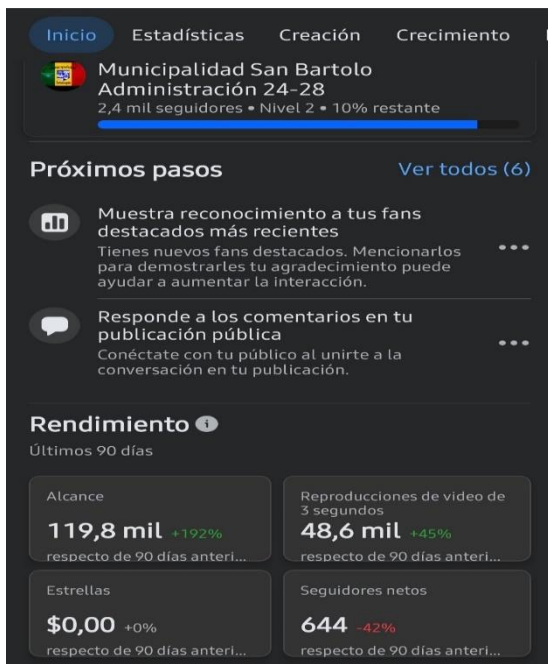 Inicio Estadísticas Creación Crecimiento
Municipalidad San Bartolo
Administración 24-28
2,4 mil seguidores • Nivel 2 • 10% restante
Próximos pasos Ver todos (6)
Muestra reconocimiento a tus fans
destacados más recientes
Tienes nuevos fans destacados. Mencionarlos
para demostrarles tu agradecimiento puede
ayudar a aumentar la interacción.
Responde a los comentarios en tu
publicación pública
Conéctate con tu público al unirte a la
conversación en tu publicación.
Rendimiento
Últimos 90 días
Alcance
119,8 mil +192%
respecto de 90 días anteri...
Reproducciones de video de
3 segundos
48,6 mil +45%
respecto de 90 días anteri...
Estrellas
$0,00 +0%
respecto de 90 días anteri...
Seguidores netos
644 -42%
respecto de 90 días anteri...